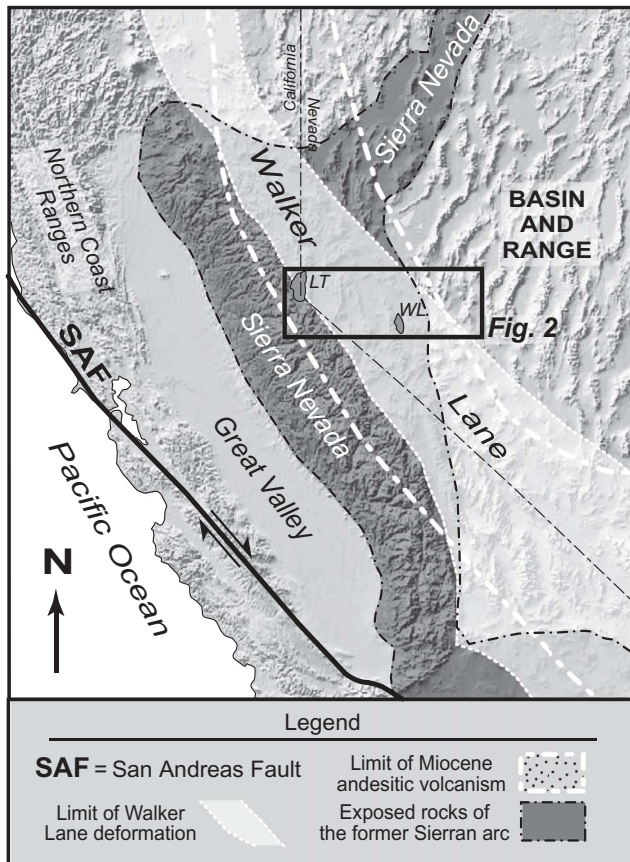 California
Nevada
Sierra Nevada
Walker
Northern Coast
Ranges
BASIN
AND
RANGE
LT
WL
Fig. 2
SAF
Sierra Nevada
Lane
Great Valley
Pacific Ocean
N
Legend
SAF = San Andreas Fault
Limit of Miocene
andesitic volcanism
Limit of Walker
Lane deformation
Exposed rocks of
the former Sierran arc